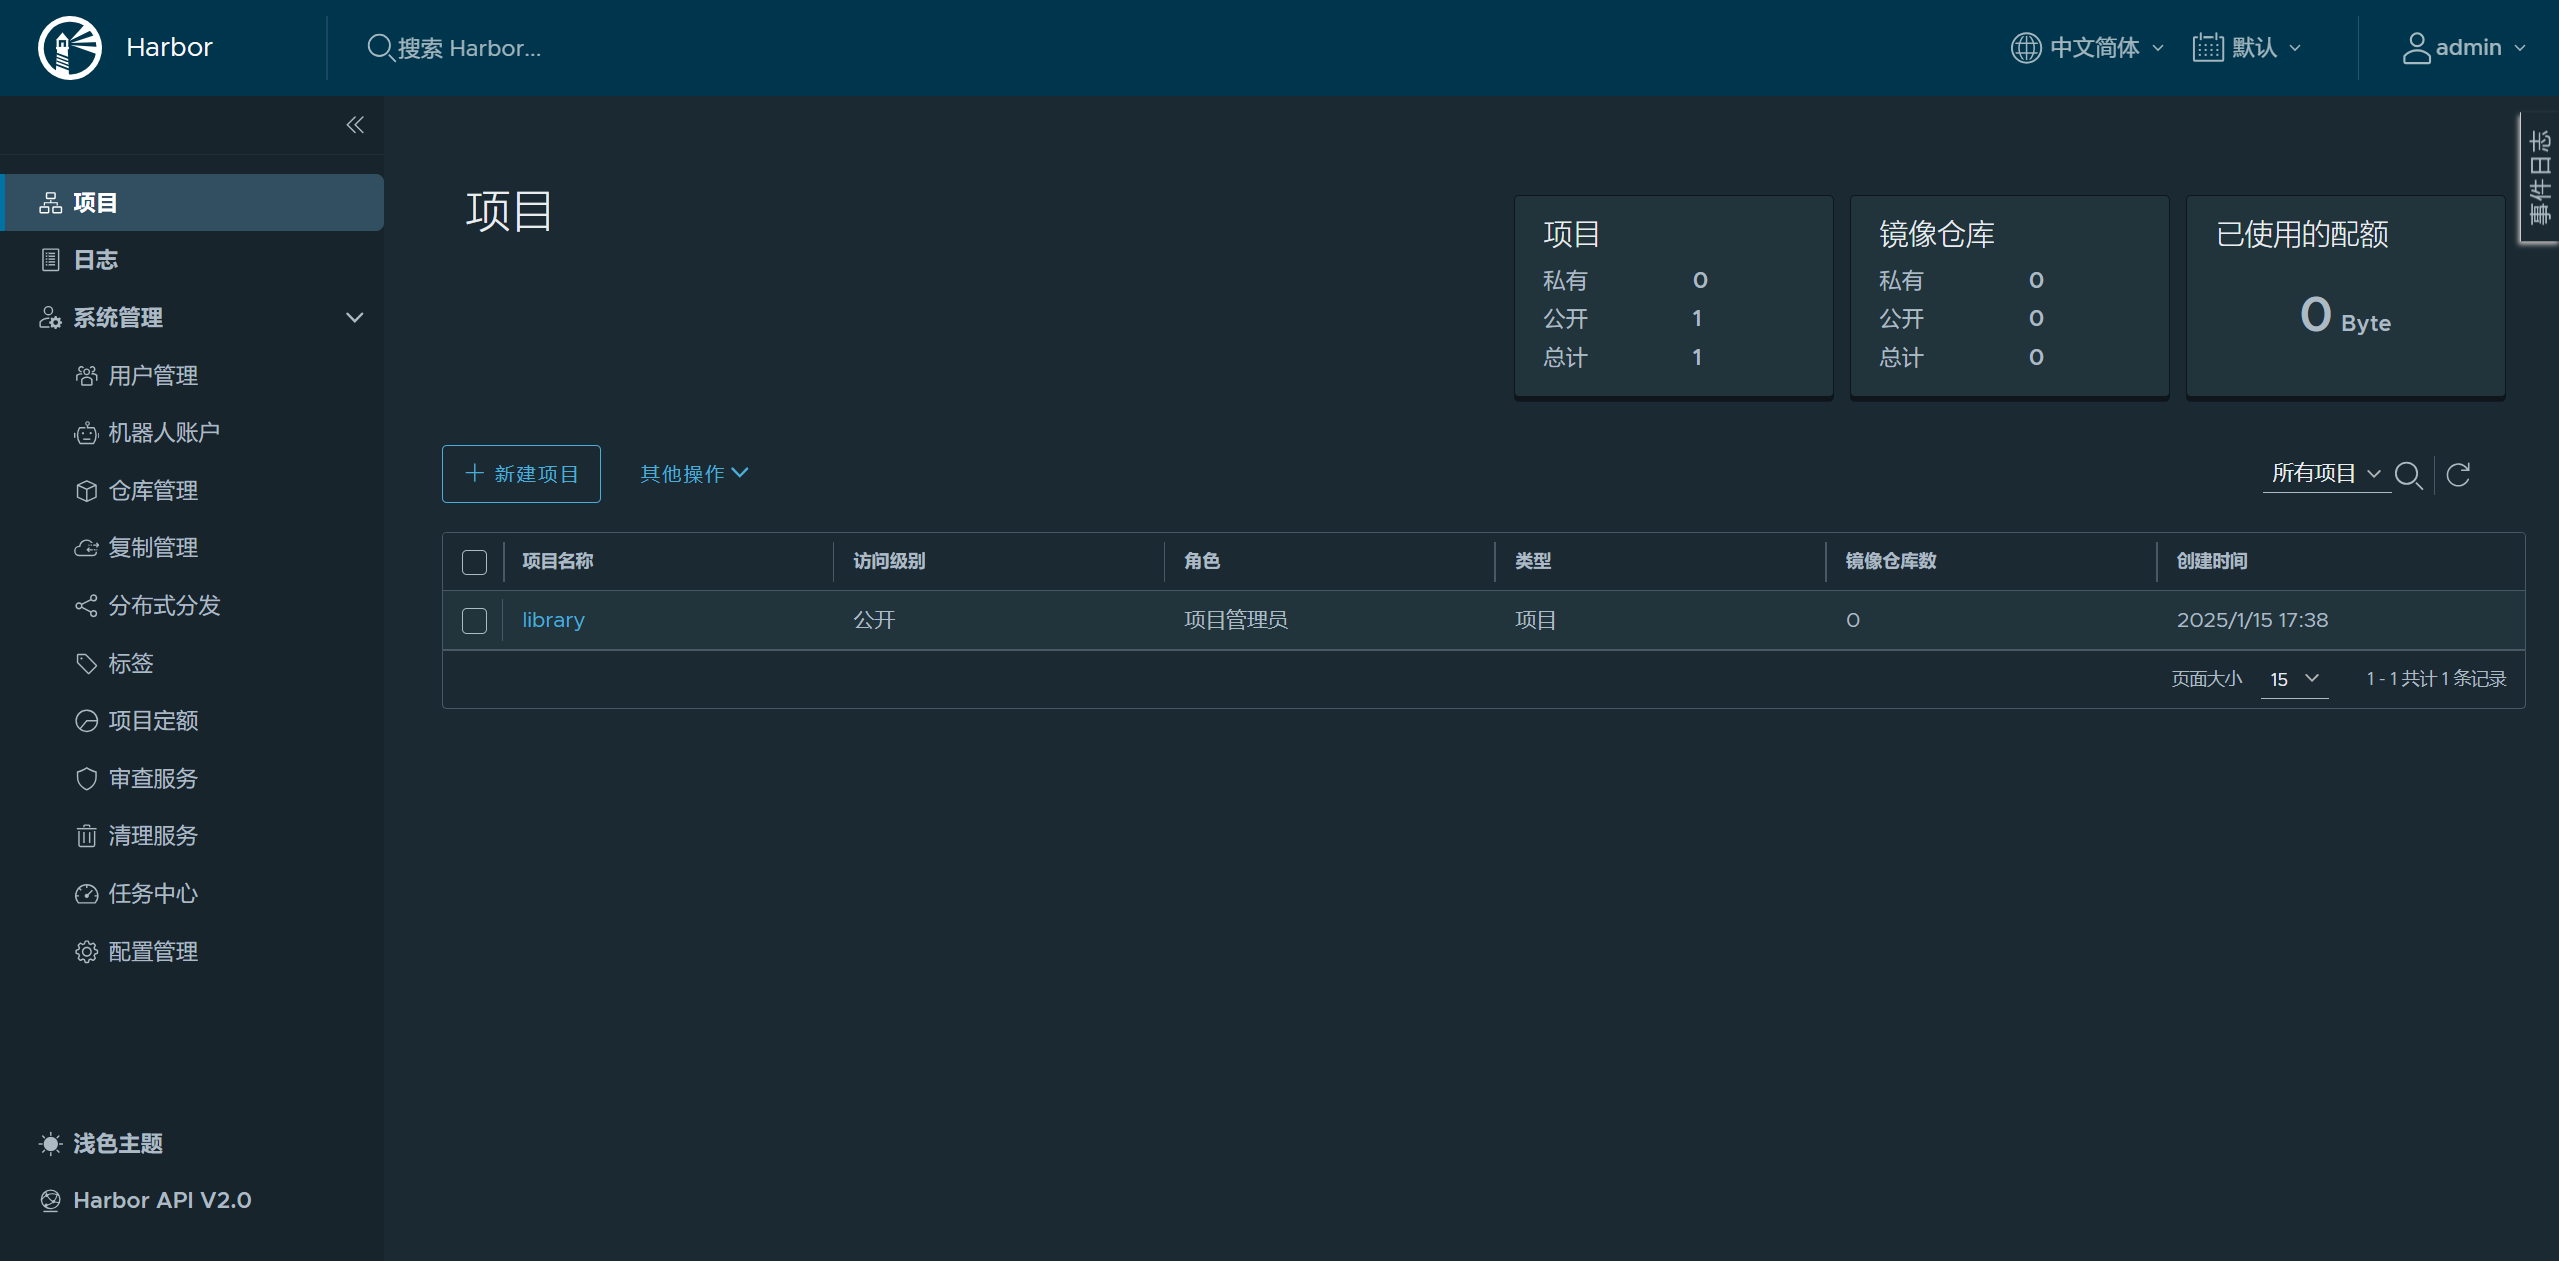 Harbor
搜索 Harbor...
中文简体
默认
admin
事件日志
项目
日志
系统管理
用户管理
机器人账户
仓库管理
复制管理
分布式分发
标签
项目定额
审查服务
清理服务
任务中心
配置管理
浅色主题
Harbor API V2.0
项目
项目
私有 0
公开 1
总计 1
镜像仓库
私有 0
公开 0
总计 0
已使用的配额
0 Byte
新建项目
其他操作
所有项目
项目名称 访问级别 角色 类型 镜像仓库数 创建时间
library 公开 项目管理员 项目 0 2025/1/15 17:38
页面大小 15 1 - 1 共计 1 条记录